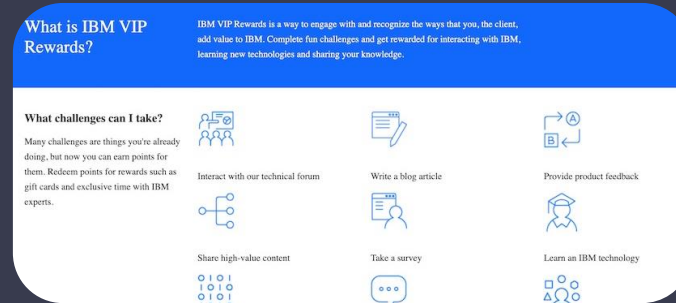 What is IBM VIP
Rewards?
IBM VIP Rewards is a way to engage with and recognize the ways that you, the client,
add value to IBM. Complete fun challenges and get rewarded for interacting with IBM,
learning new technologies and sharing your knowledge.
What challenges can I take?
Many challenges are things you're already
doing, but now you can earn points for
them. Redeem points for rewards such as
gift cards and exclusive time with IBM
experts.
A
B
Interact with our technical forum
Write a blog article
Provide product feedback
Share high-value content
Take a survey
Learn an IBM technology
0101
1010
0101